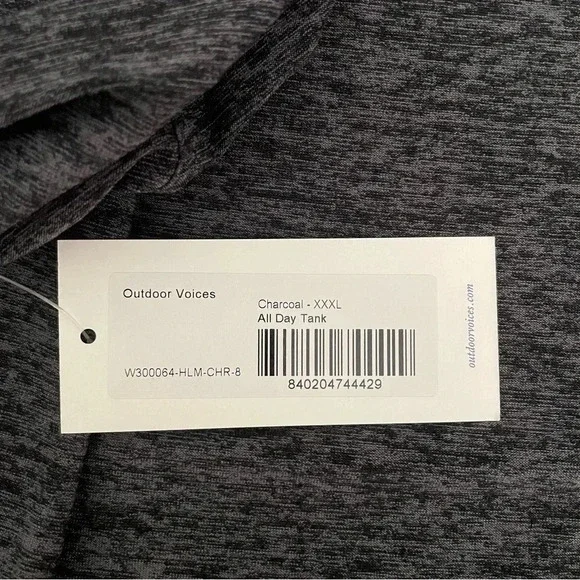 Outdoor Voices
Charcoal - XXXL
All Day Tank
W300064-HLM-CHR-8
840204744429
outdoorvoices.com